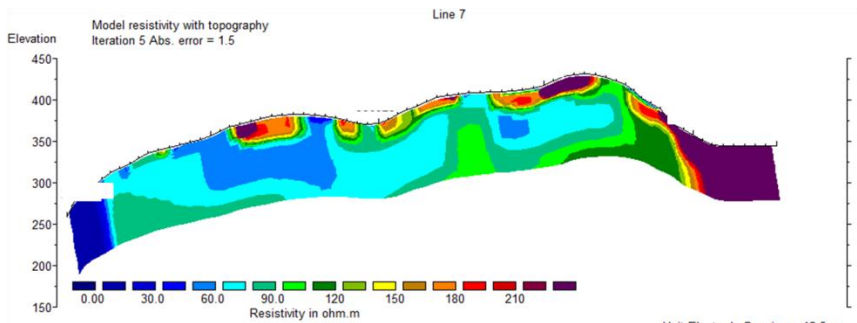 Line 7
Model resistivity with topography
Iteration 5 Abs. error = 1.5
Elevation
450
400
350
300
250
200
150
0.00 30.0 60.0 90.0 120 150 180 210
Resistivity in ohm.m